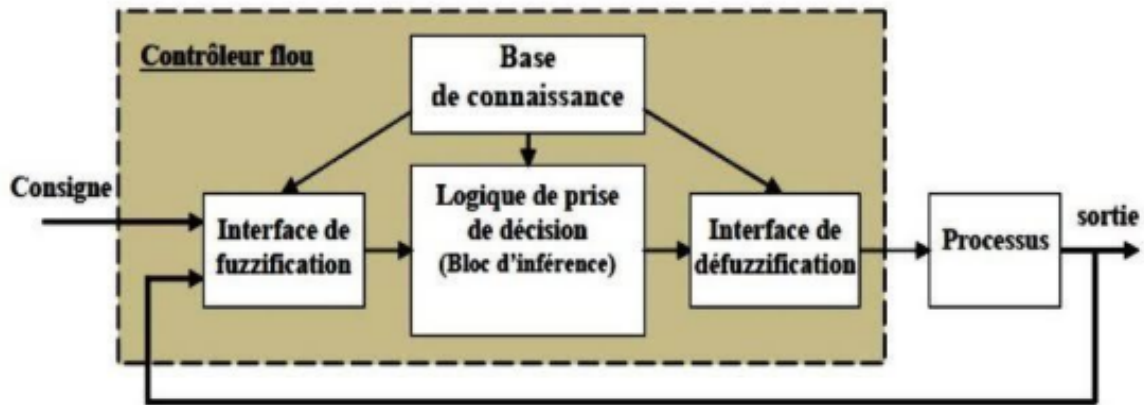 Contrôleur flou
Base
de connaissance
Consigne
Interface de
fuzzification
Logique de prise
de décision
(Bloc d'inférence)
Interface de
défuzzification
Processus
sortie